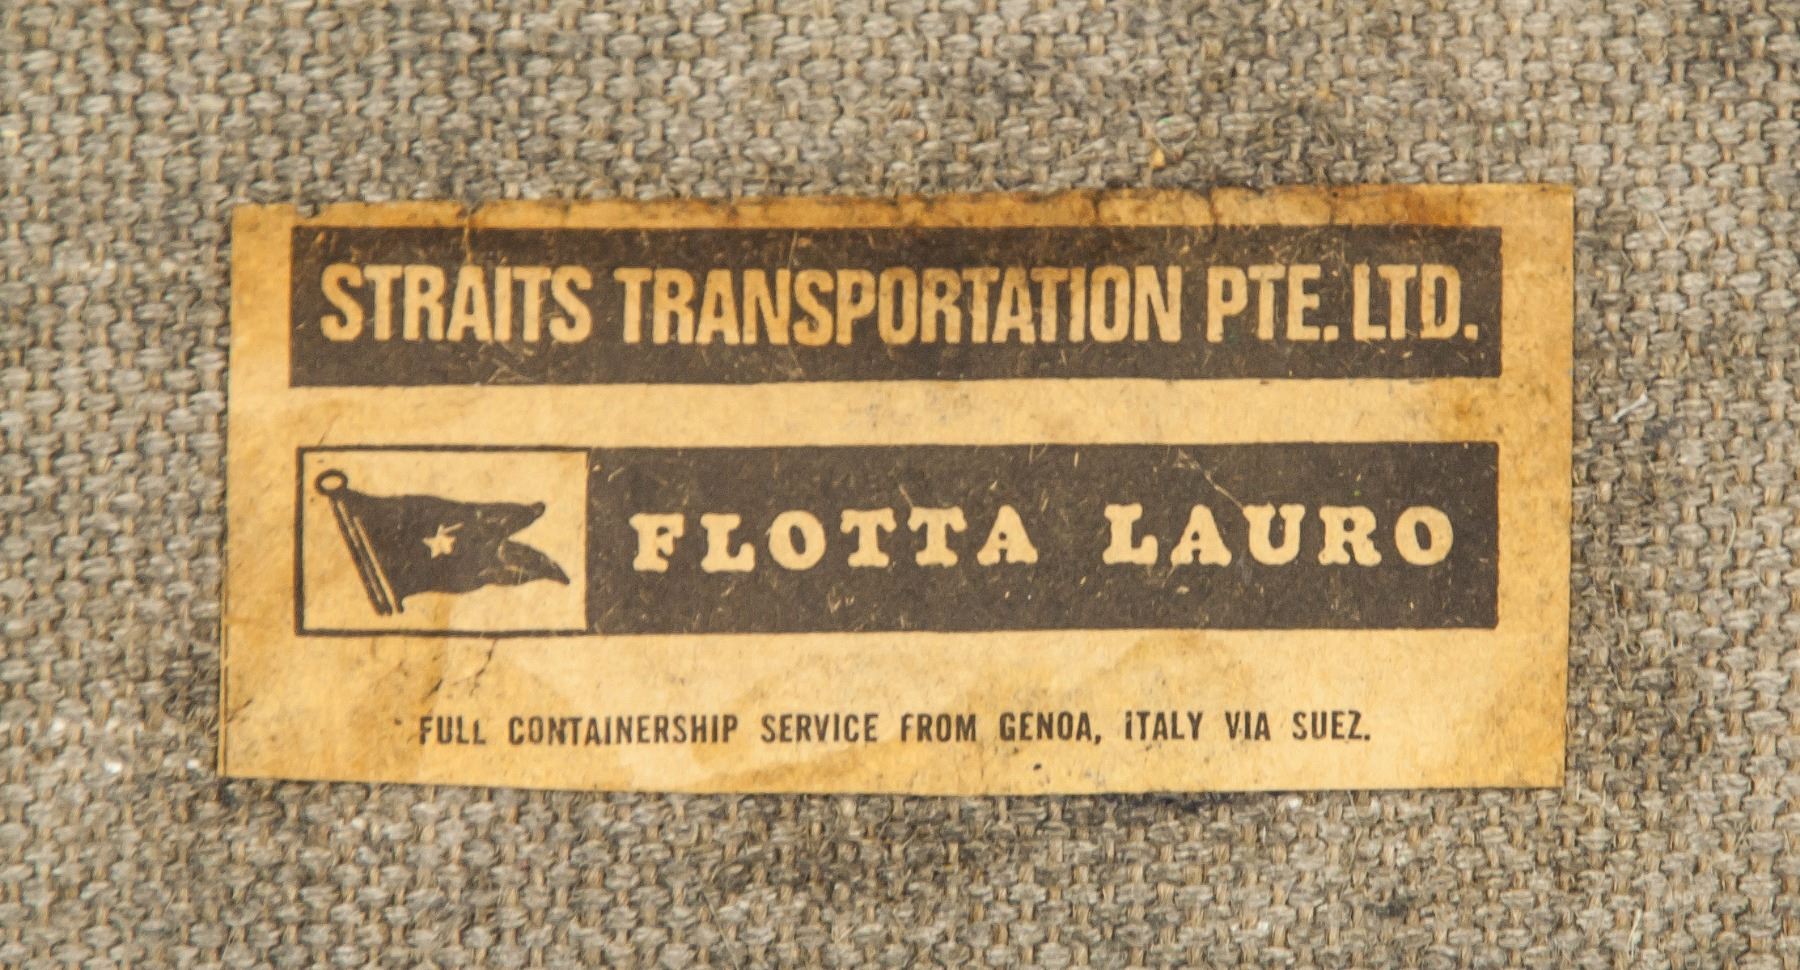 STRAITS TRANSPORTATION PTE. LTD.
FLOTTA LAURO
FULL CONTAINERSHIP SERVICE FROM GENOA, ITALY VIA SUEZ.